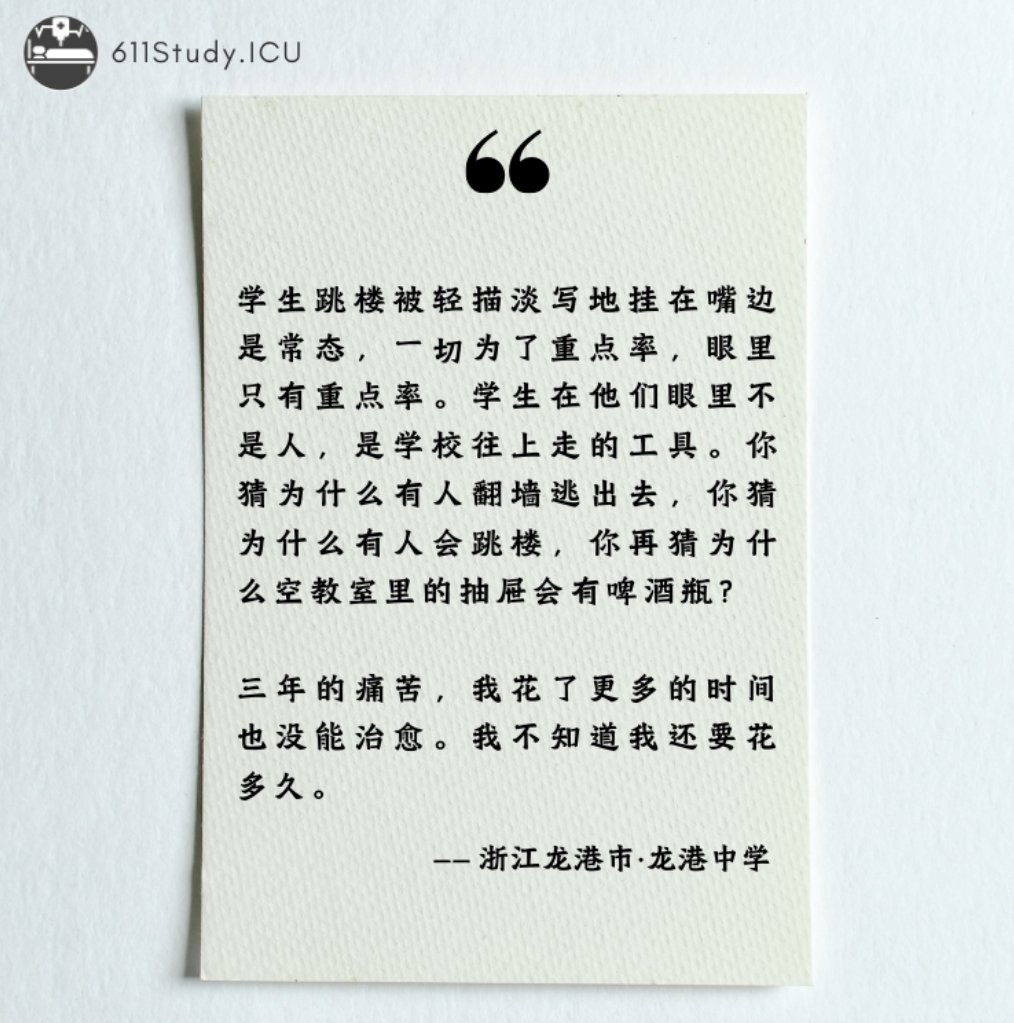 611Study.ICU
“
学生跳楼被轻描淡写地挂在嘴边
是常态，一切为了重点率，眼里
只有重点率。学生在他们眼里不
是人，是学校往上走的工具。你
猜为什么有人翻墙逃出去，你猜
为什么有人会跳楼，你再猜为什
么空教室里的抽屉会有啤酒瓶？
三年的痛苦，我花了更多的时间
也没能治愈。我不知道我还要花
多久。
—— 浙江龙港市·龙港中学